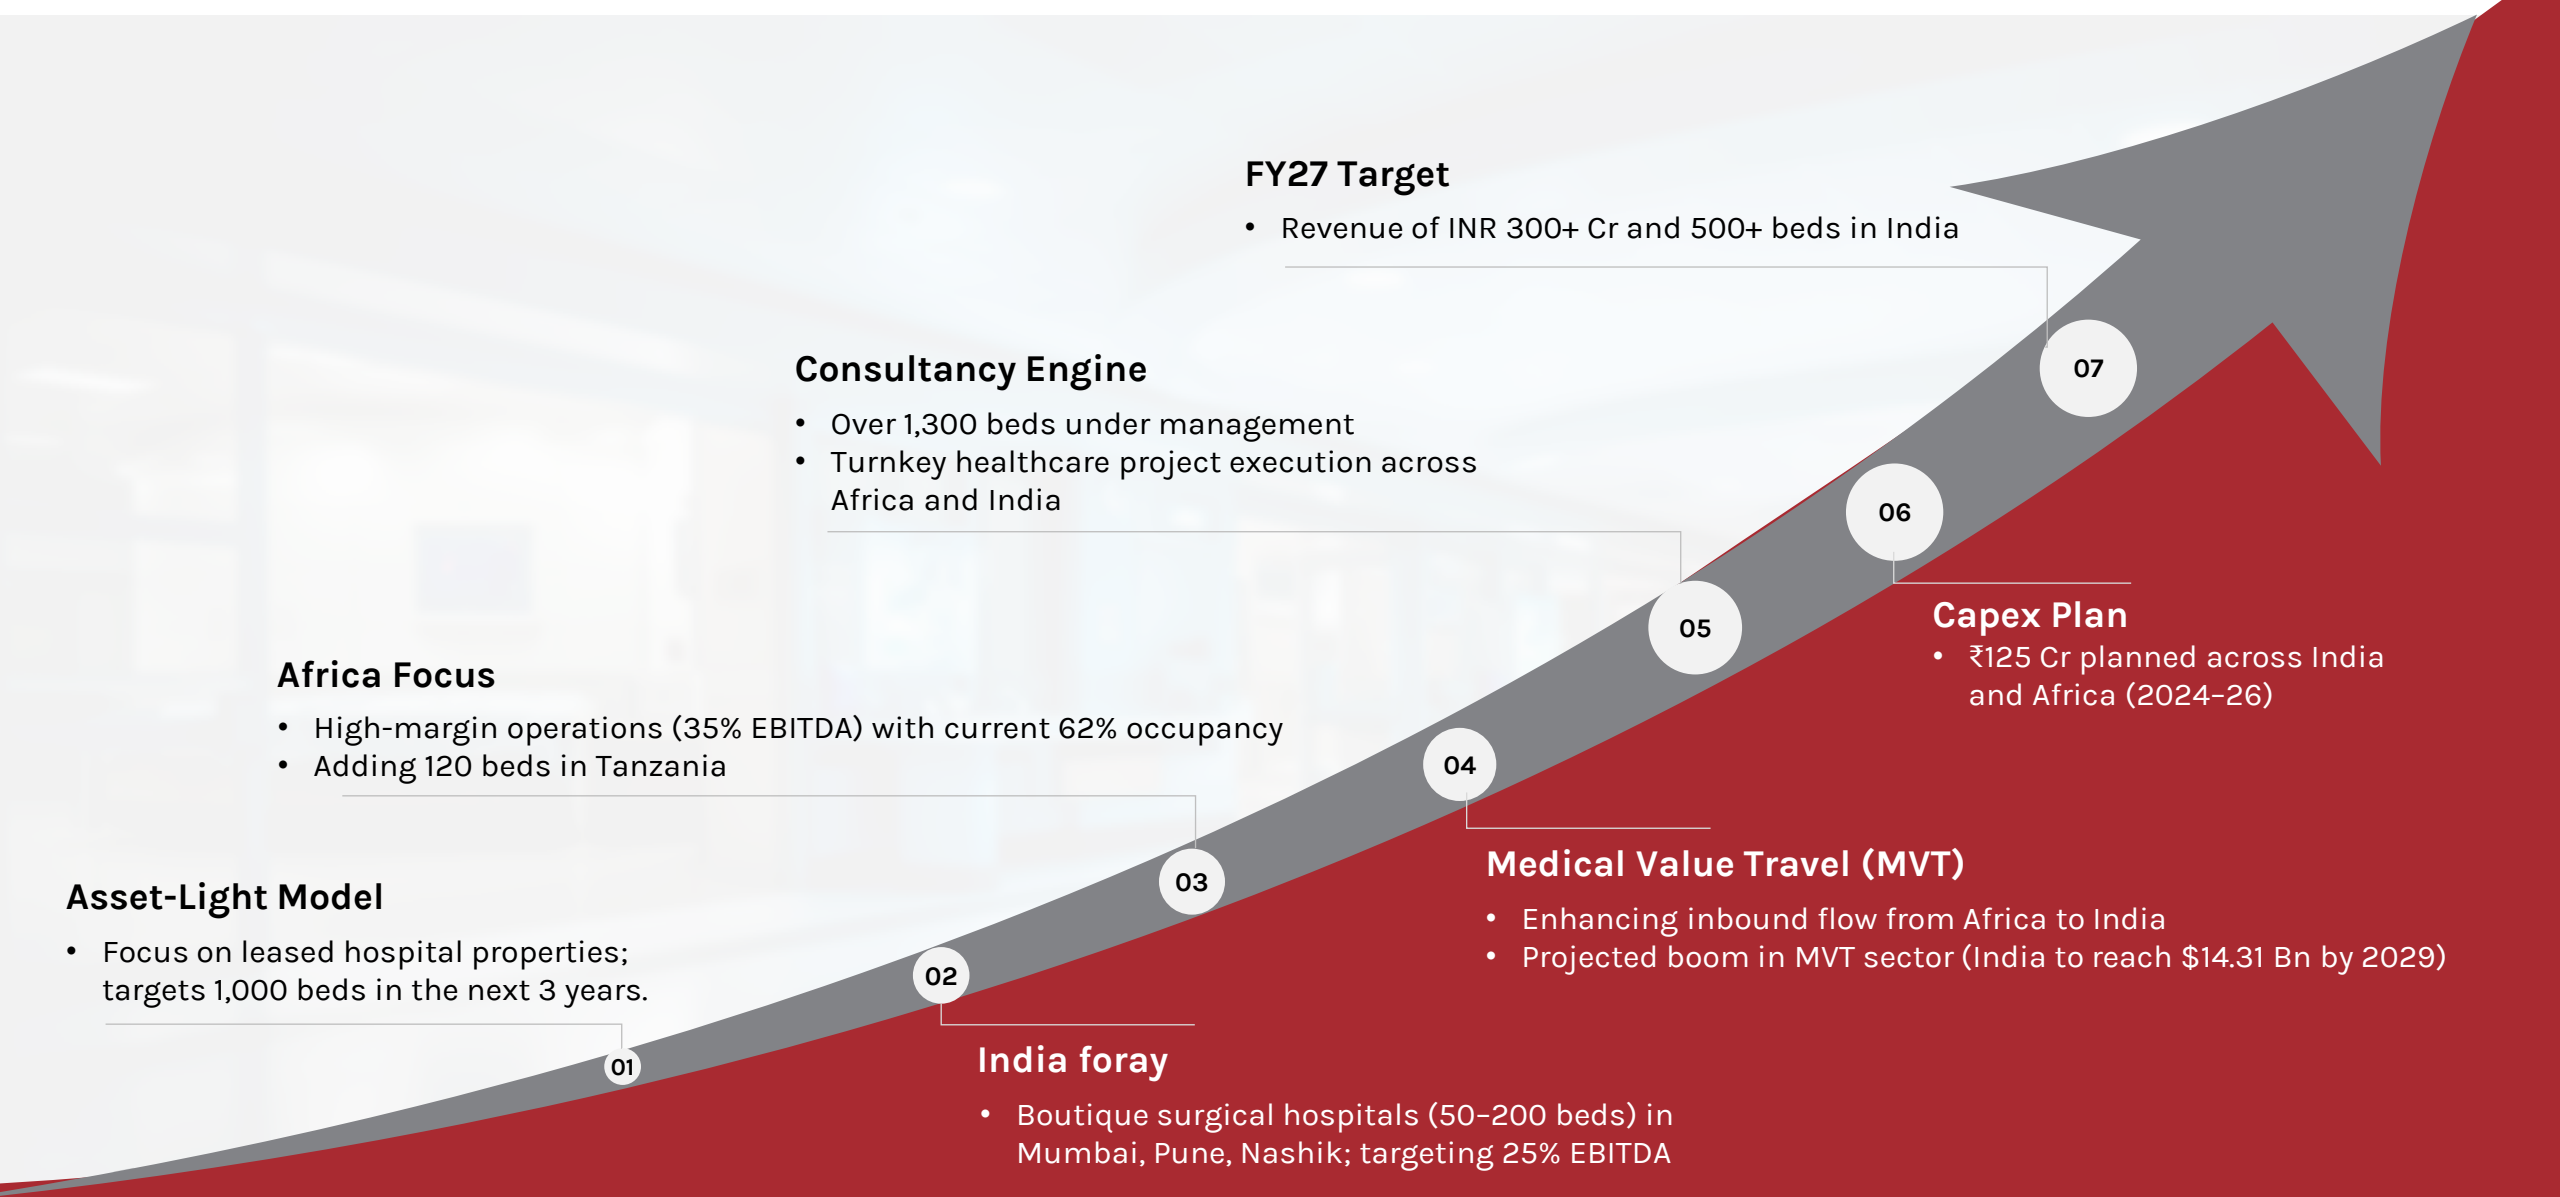 FY27 Target
• Revenue of INR 300+ Cr and 500+ beds in India
07
Consultancy Engine
• Over 1,300 beds under management
• Turnkey healthcare project execution across
Africa and India
06
05
Capex Plan
• ₹125 Cr planned across India
and Africa (2024–26)
Africa Focus
• High-margin operations (35% EBITDA) with current 62% occupancy
• Adding 120 beds in Tanzania
04
03
Medical Value Travel (MVT)
• Enhancing inbound flow from Africa to India
• Projected boom in MVT sector (India to reach $14.31 Bn by 2029)
Asset-Light Model
• Focus on leased hospital properties;
targets 1,000 beds in the next 3 years.
02
01
India foray
• Boutique surgical hospitals (50–200 beds) in
Mumbai, Pune, Nashik; targeting 25% EBITDA